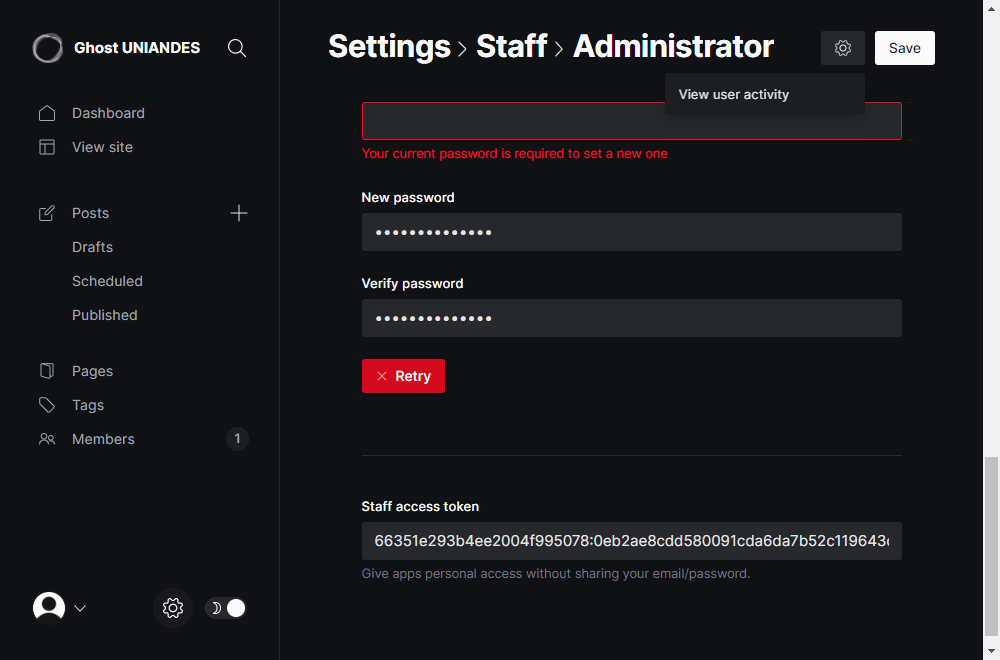 Ghost UNIANDES
Settings > Staff > Administrator
Save
View user activity
Dashboard
View site
Posts
Drafts
Scheduled
Published
Pages
Tags
Members
1
Your current password is required to set a new one
New password
••••••••••••••
Verify password
••••••••••••••
Retry
Staff access token
66351e293b4ee2004f995078:0eb2ae8cdd580091cda6da7b52c119643
Give apps personal access without sharing your email/password.